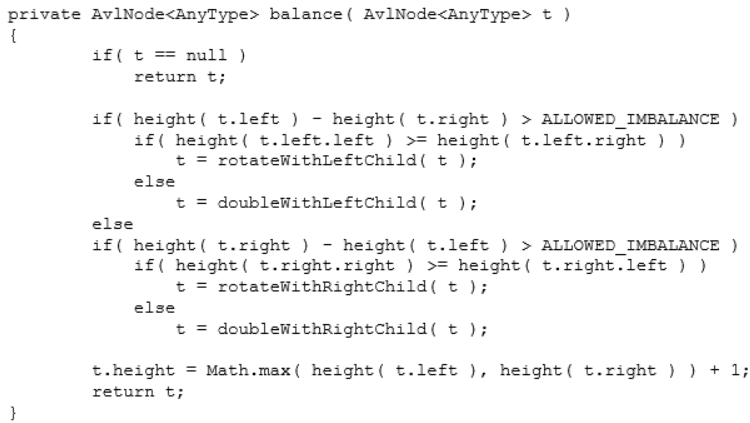 private AvlNode<AnyType> balance( AvlNode<AnyType> t )
{
        if( t == null )
            return t;

        if( height( t.left ) - height( t.right ) > ALLOWED_IMBALANCE )
            if( height( t.left.left ) >= height( t.left.right ) )
                t = rotateWithLeftChild( t );
            else
                t = doubleWithLeftChild( t );
        else
        if( height( t.right ) - height( t.left ) > ALLOWED_IMBALANCE )
            if( height( t.right.right ) >= height( t.right.left ) )
                t = rotateWithRightChild( t );
            else
                t = doubleWithRightChild( t );

        t.height = Math.max( height( t.left ), height( t.right ) ) + 1;
        return t;
}